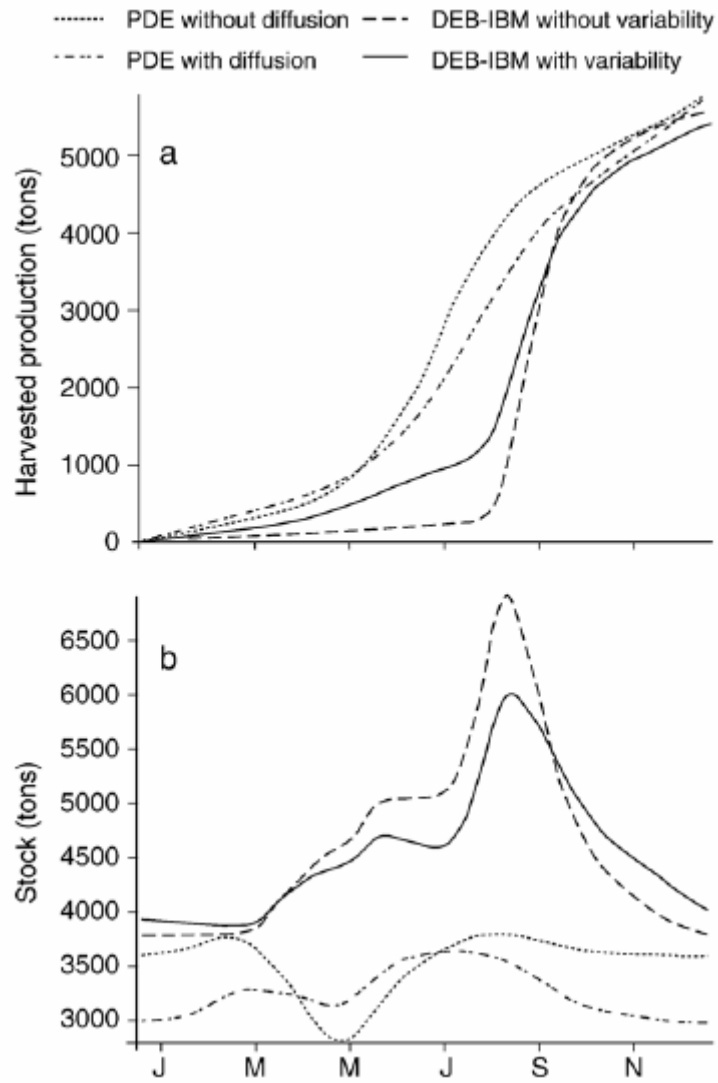 PDE without diffusion
DEB-IBM without variability
PDE with diffusion
DEB-IBM with variability
a
Harvested production (tons)
5000
4000
3000
2000
1000
0
b
Stock (tons)
6500
6000
5500
5000
4500
4000
3500
3000
J
M
M
J
S
N